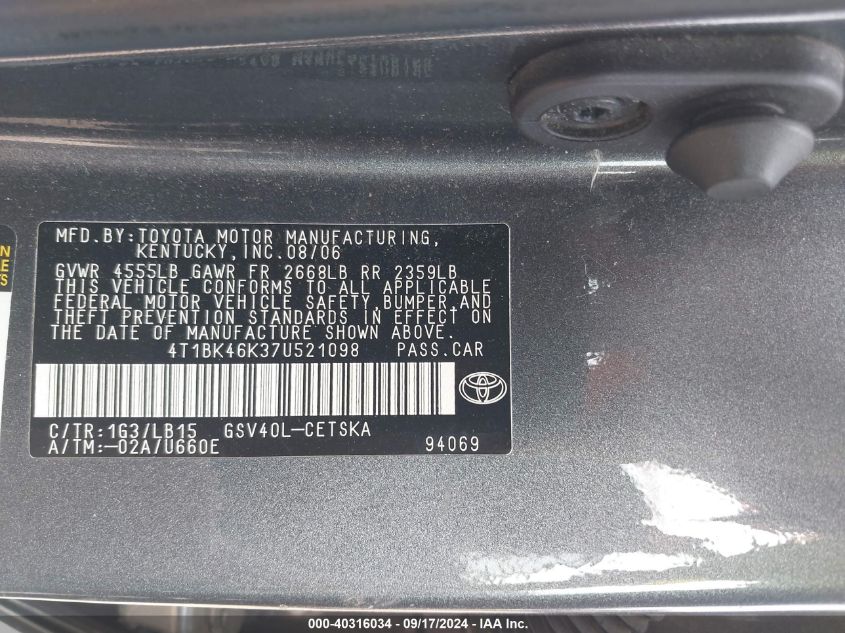 MFD.BY:TOYOTA MOTOR MANUFACTURING,
KENTUCKY,INC.08/06
GVWR 4555LB GAWR FR 2668LB RR 2359LB
THIS VEHICLE CONFORMS TO ALL APPLICABLE
FEDERAL MOTOR VEHICLE SAFETY,BUMPER,AND
THEFT PREVENTION STANDARDS IN EFFECT ON
THE DATE OF MANUFACTURE SHOWN ABOVE.
4T1BK46K37U521098 PASS.CAR
C/TR:1G3/LB15 GSV40L-CETSKA
A/TM:-02A/U660E 94069
000-40316034 - 09/17/2024 - IAA Inc.